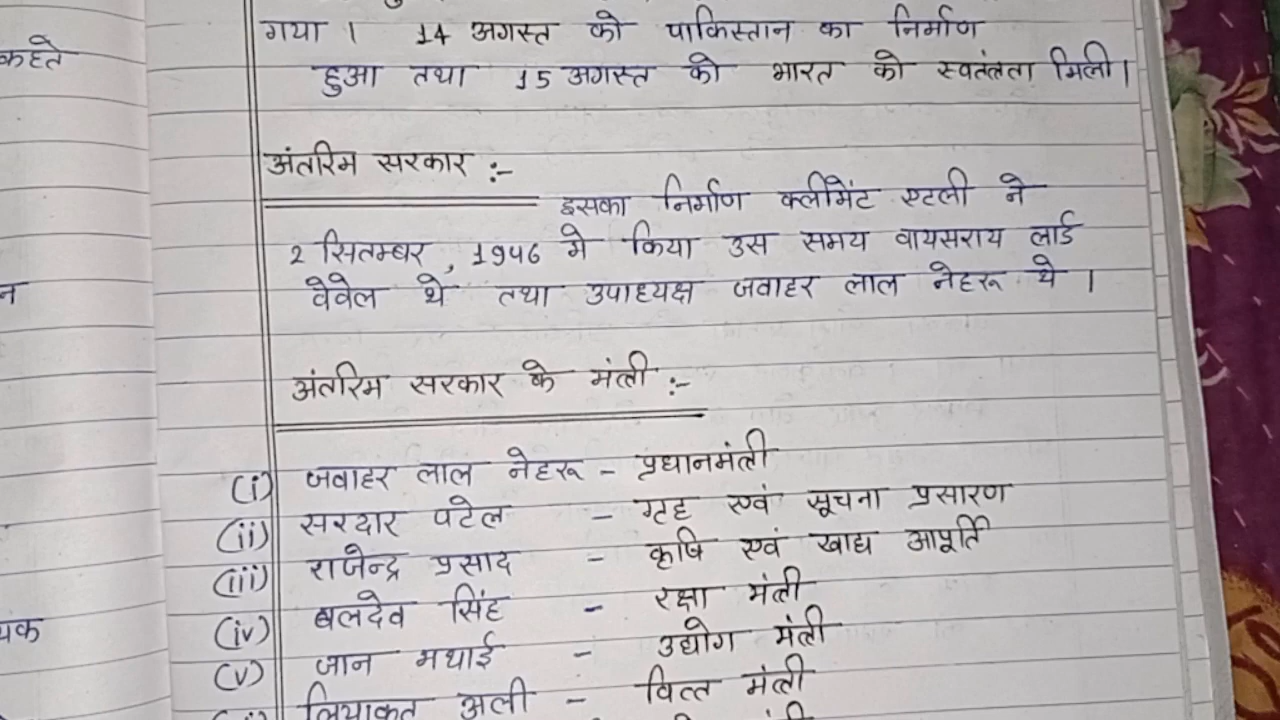 कहते
न
यक
गया । 14 अगस्त को पाकिस्तान का निर्माण
हुआ तथा 15 अगस्त को भारत को स्वतंत्रता मिली।
अंतरिम सरकार :-
इसका निर्माण क्लीमेंट एटली ने
2 सितम्बर, 1946 मे किया उस समय वायसराय लार्ड
वेवेल थे तथा उपाध्यक्ष जवाहर लाल नेहरू थे ।
अंतरिम सरकार के मंत्री :-
(i) जवाहर लाल नेहरू - प्रधानमंत्री
(ii) सरदार पटेल - गृह एवं सूचना प्रसारण
(iii) राजेन्द्र प्रसाद - कृषि एवं खाद्य आपूर्ति
(iv) बलदेव सिंह - रक्षा मंत्री
(v) जान मथाई - उद्योग मंत्री
लियाकत अली - वित्त मंत्री